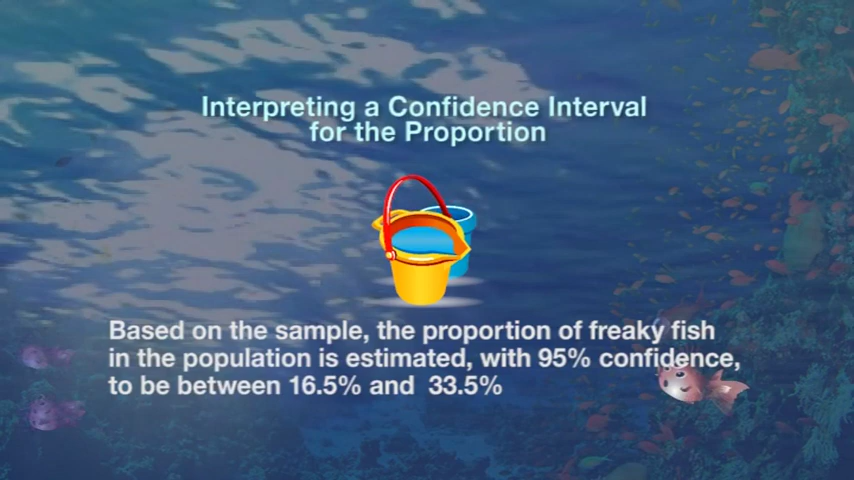 Interpreting a Confidence Interval
for the Proportion
Based on the sample, the proportion of freaky fish
in the population is estimated, with 95% confidence,
to be between 16.5% and 33.5%